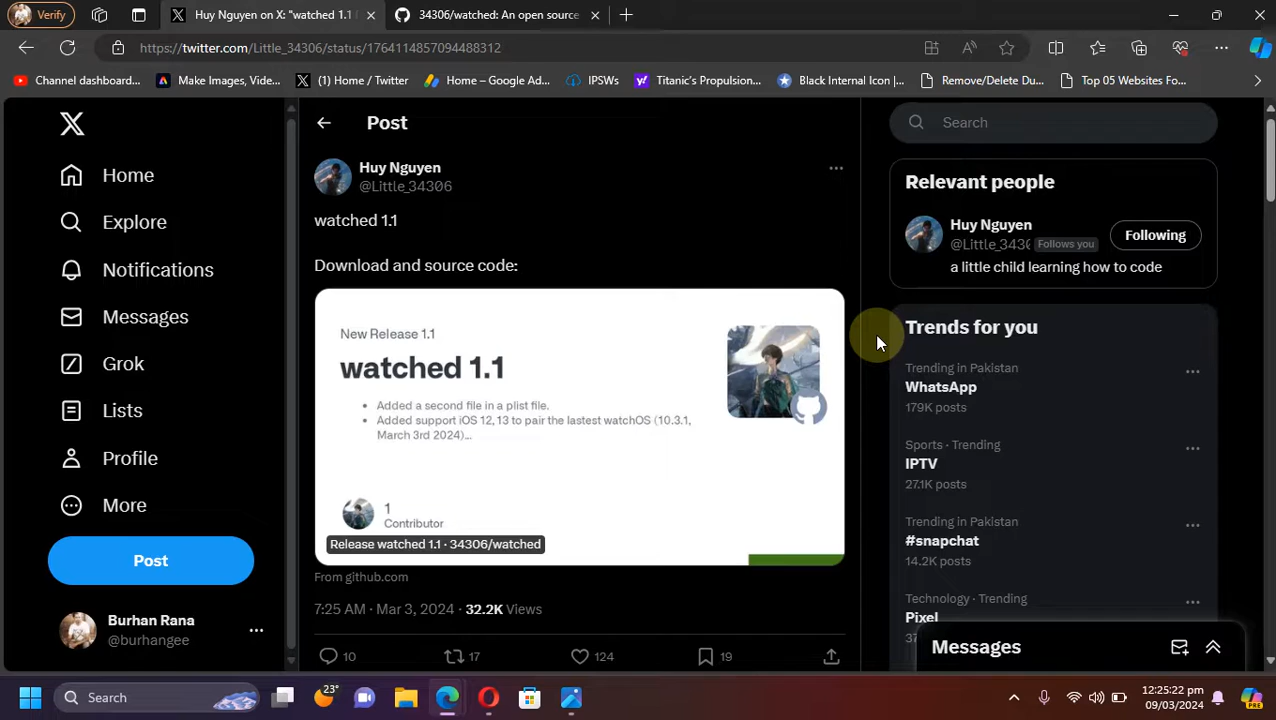 Verify
Huy Nguyen on X: "watched 1.1
34306/watched: An open source
https://twitter.com/Little_34306/status/1764114857094488312
Channel dashboard...
Make Images, Vide...
(1) Home / Twitter
Home – Google Ad...
IPSWs
Titanic's Propulsion...
Black Internal Icon |...
Remove/Delete Du...
Top 05 Websites Fo...
Home
Explore
Notifications
Messages
Grok
Lists
Profile
More
Post
Burhan Rana
@burhangee
Post
Huy Nguyen
@Little_34306
watched 1.1
Download and source code:
New Release 1.1
watched 1.1
Added a second file in a plist file.
Added support iOS 12, 13 to pair the lastest watchOS (10.3.1,
March 3rd 2024)...
1
Contributor
Release watched 1.1 · 34306/watched
From github.com
7:25 AM · Mar 3, 2024 · 32.2K Views
10
17
124
19
Search
Relevant people
Huy Nguyen
@Little_3430
Follows you
Following
a little child learning how to code
Trends for you
Trending in Pakistan
WhatsApp
179K posts
Sports · Trending
IPTV
27.1K posts
Trending in Pakistan
#snapchat
14.2K posts
Technology · Trending
Pixel
Messages
Search
23°
12:25:22 pm
09/03/2024
PRE